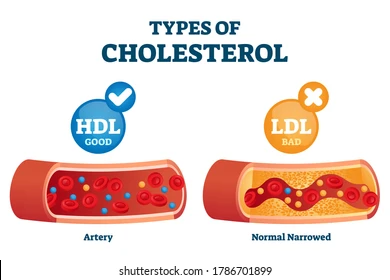 TYPES OF
CHOLESTEROL
HDL
GOOD
LDL
BAD
Artery
Normal Narrowed
shutterstock.com · 1786701899